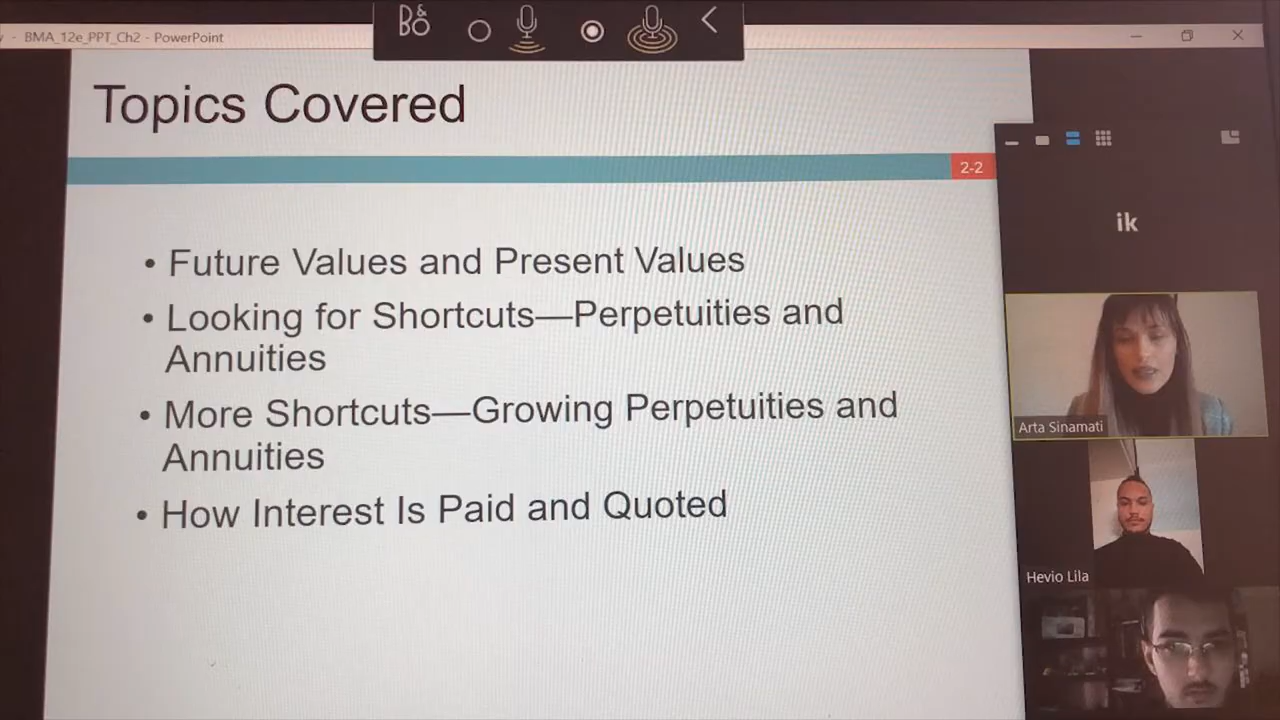 - BMA_12e_PPT_Ch2 - PowerPoint
B&O
Topics Covered
2-2
• Future Values and Present Values
• Looking for Shortcuts—Perpetuities and
Annuities
• More Shortcuts—Growing Perpetuities and
Annuities
• How Interest Is Paid and Quoted
ik
Arta Sinamati
Hevio Lila